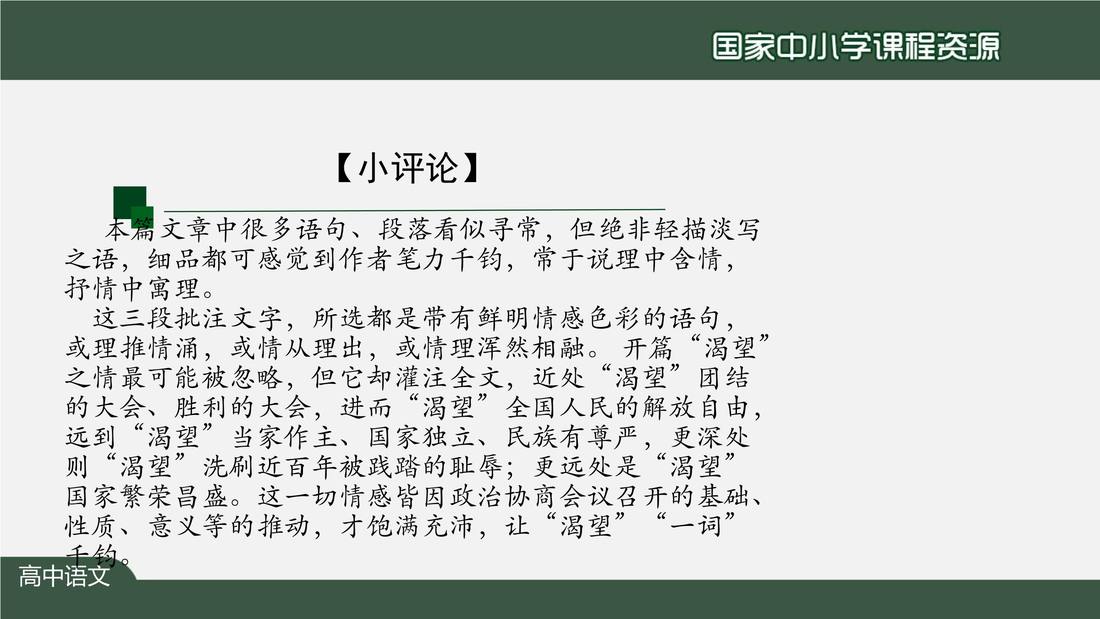 国家中小学课程资源
【小评论】
本篇文章中很多语句、段落看似寻常，但绝非轻描淡写
之语，细品都可感觉到作者笔力千钧，常于说理中含情，
抒情中寓理。
这三段批注文字，所选都是带有鲜明情感色彩的语句，
或理推情涌，或情从理出，或情理浑然相融。 开篇“渴望”
之情最可能被忽略，但它却灌注全文，近处“渴望”团结
的大会、胜利的大会，进而“渴望”全国人民的解放自由，
远到“渴望”当家作主、国家独立、民族有尊严，更深处
则“渴望”洗刷近百年被践踏的耻辱；更远处是“渴望”
国家繁荣昌盛。这一切情感皆因政治协商会议召开的基础、
性质、意义等的推动，才饱满充沛，让“渴望”“一词”
千钧。
高中语文